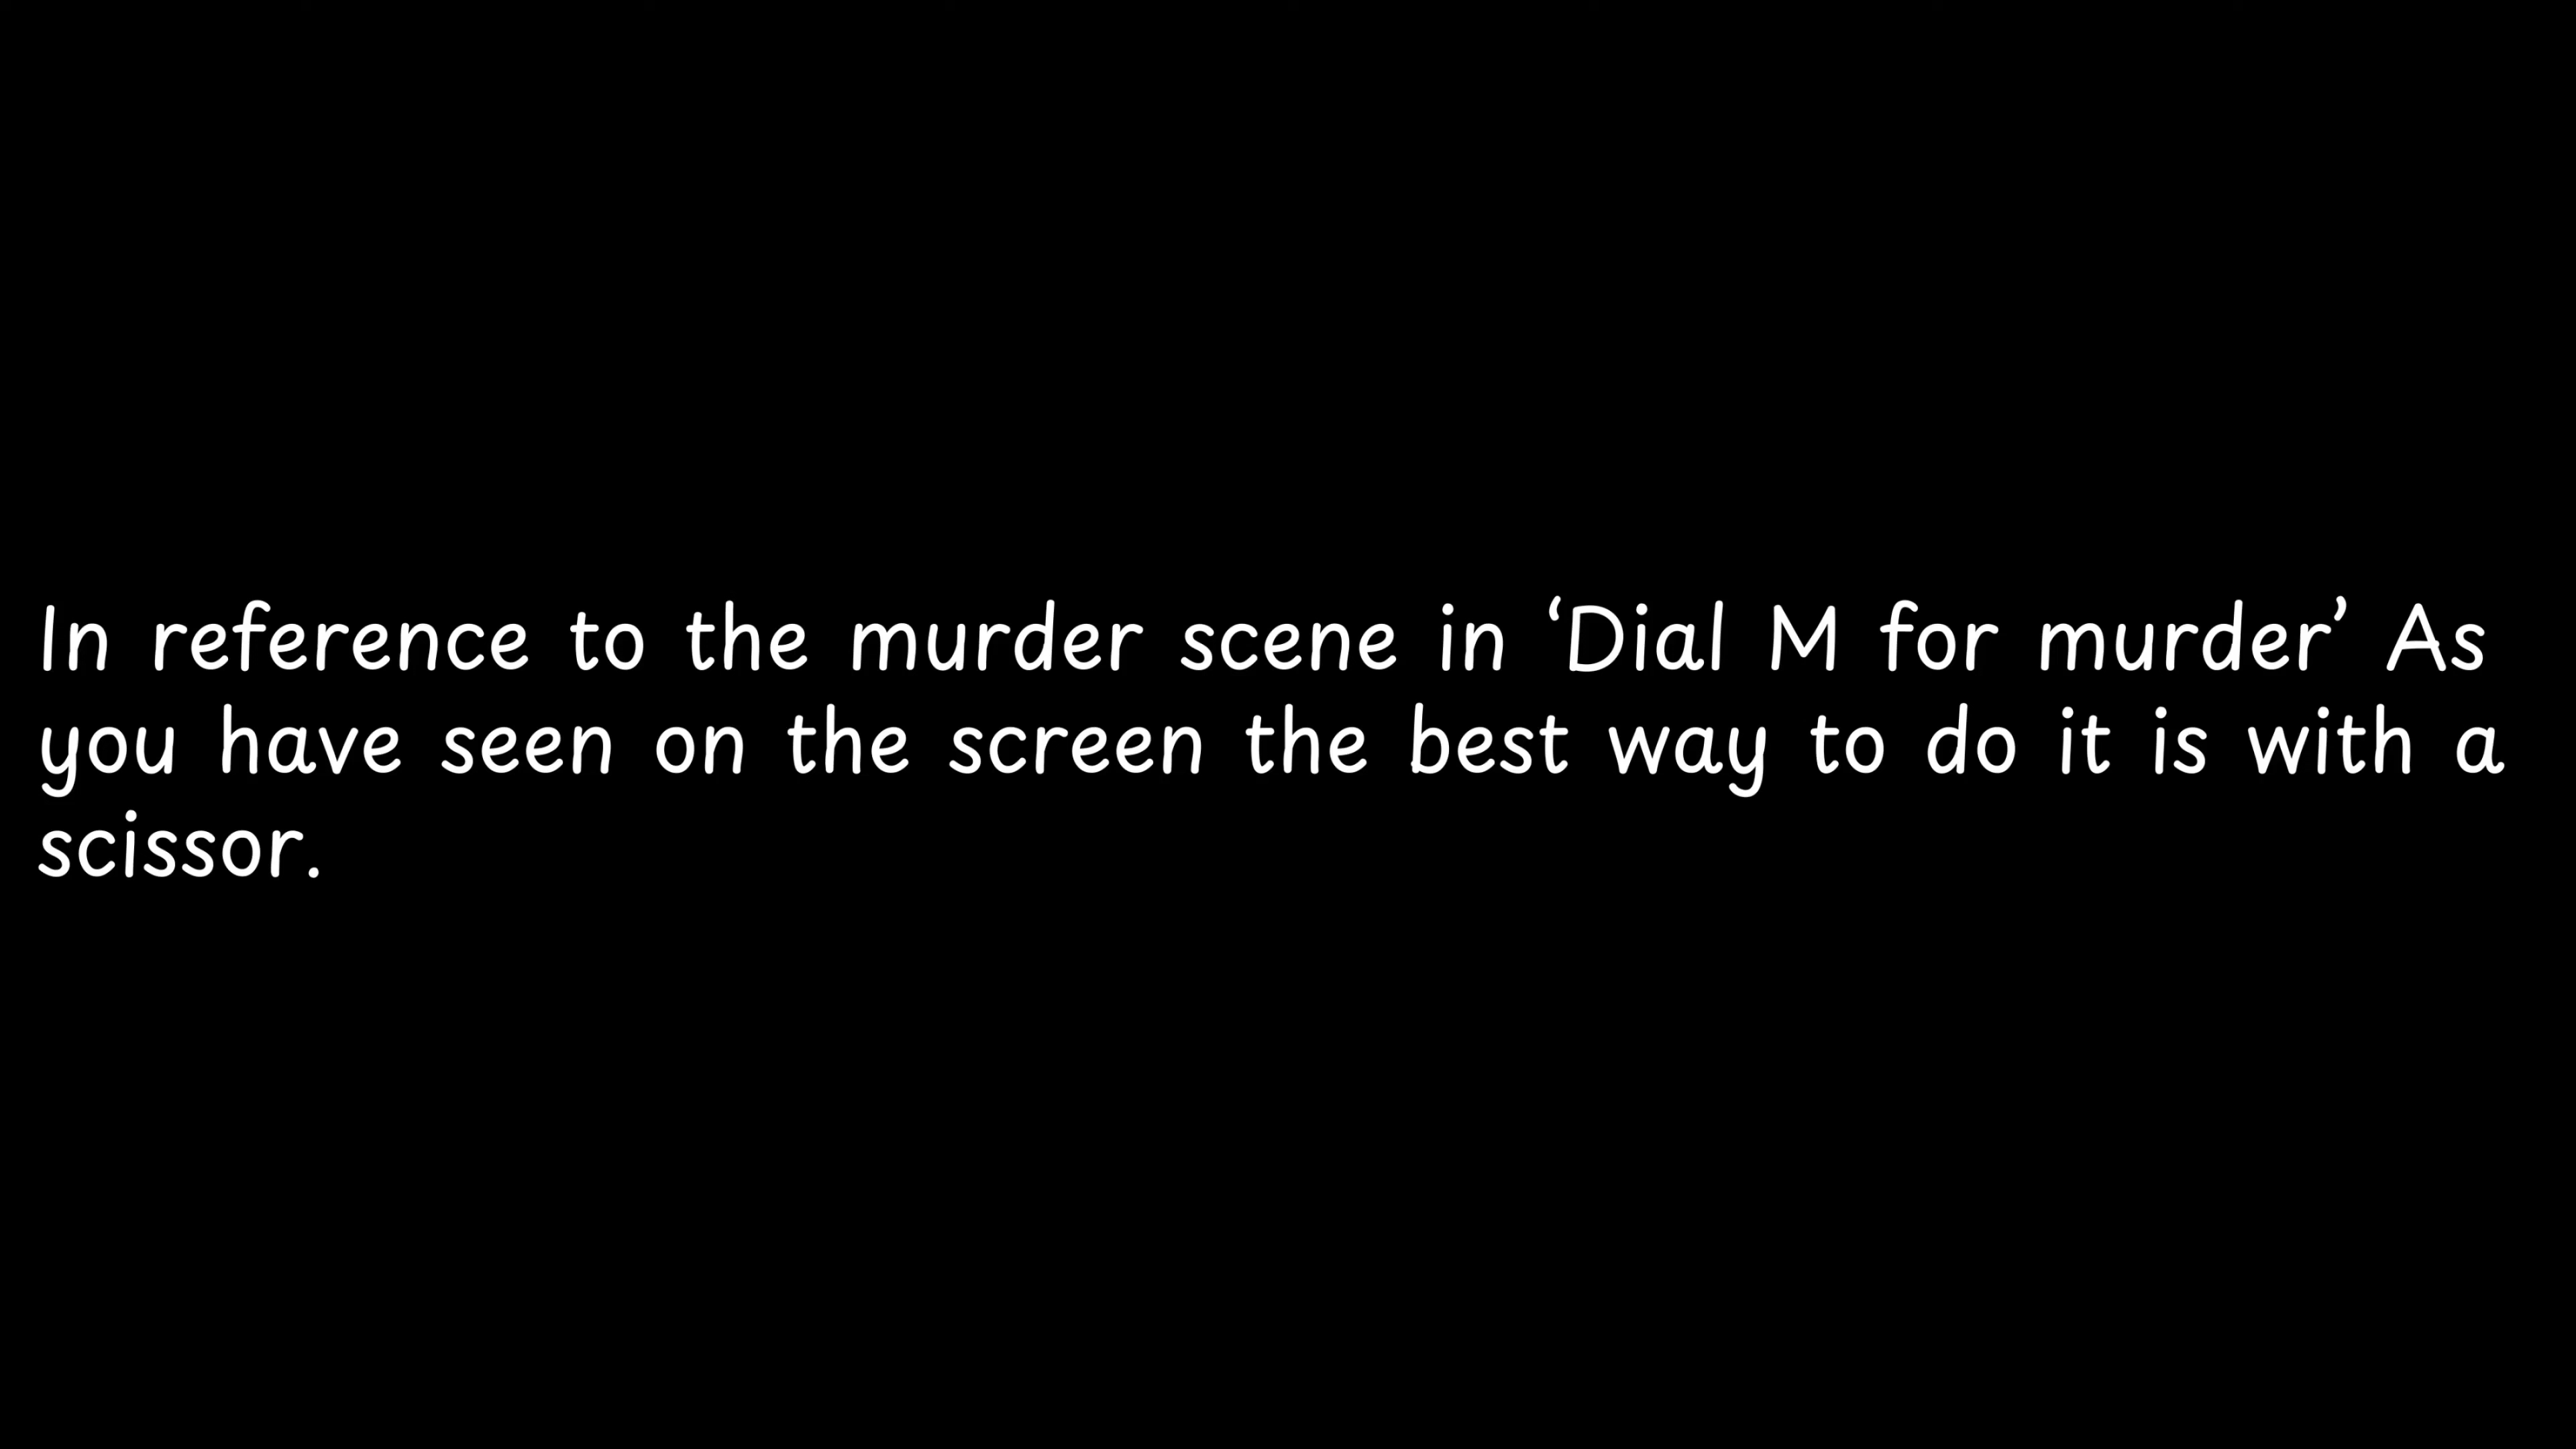 In reference to the murder scene in ‘Dial M for murder’ As
you have seen on the screen the best way to do it is with a
scissor.